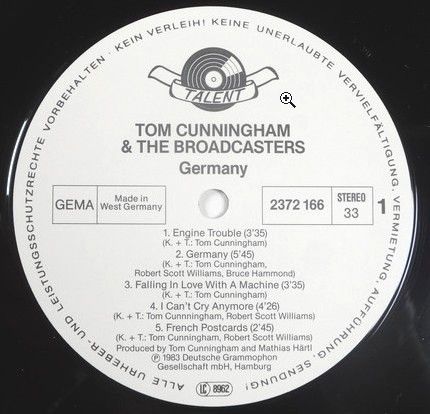 ALLE URHEBER- UND LEISTUNGSSCHUTZRECHTE VORBEHALTEN · KEIN VERLEIH! KEINE UNERLAUBTE VERVIELFÄLTIGUNG, VERMIETUNG, AUFFÜHRUNG, SENDUNG!
TALENT
TOM CUNNINGHAM
& THE BROADCASTERS
Germany
GEMA
Made in
West Germany
2372 166
STEREO
33
1
1. Engine Trouble (3'35)
(K. + T.: Tom Cunningham)
2. Germany (5'45)
(K. + T.: Tom Cunningham,
Robert Scott Williams, Bruce Hammond)
3. Falling In Love With A Machine (3'35)
(K. + T.: Tom Cunningham)
4. I Can't Cry Anymore (4'26)
(K. + T.: Tom Cunnningham, Robert Scott Williams)
5. French Postcards (2'45)
(K. + T.: Tom Cunningham, Robert Scott Williams)
Produced by Tom Cunningham and Mathias Härtl
Ⓟ 1983 Deutsche Grammophon
Gesellschaft mbH, Hamburg
LC 8962